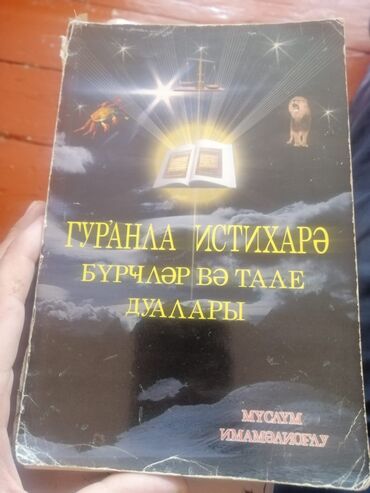 ГУР'АНЛА ИСТИХАРӘ
БҮРЧЛӘР ВӘ ТАЛЕ
ДУАЛАРЫ
МҮСЛҮМ
ИМАМӘЛИОҒЛУ